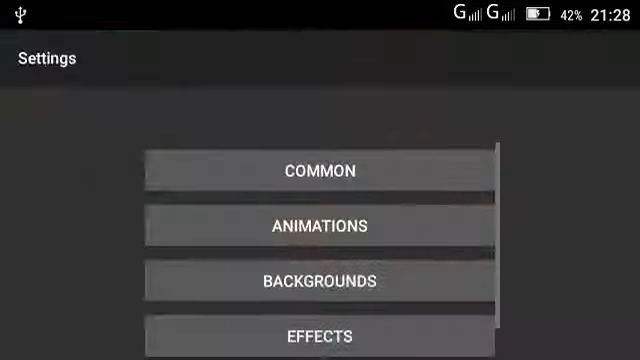 G G 42% 21:28
Settings
COMMON
ANIMATIONS
BACKGROUNDS
EFFECTS